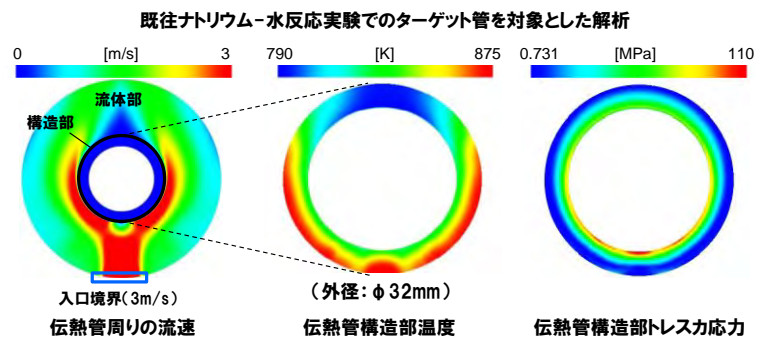 既往ナトリウム-水反応実験でのターゲット管を対象とした解析
0 [m/s] 3
790 [K] 875
0.731 [MPa] 110
流体部
構造部
入口境界(3m/s)
(外径:φ32mm)
伝熱管周りの流速
伝熱管構造部温度
伝熱管構造部トレスカ応力